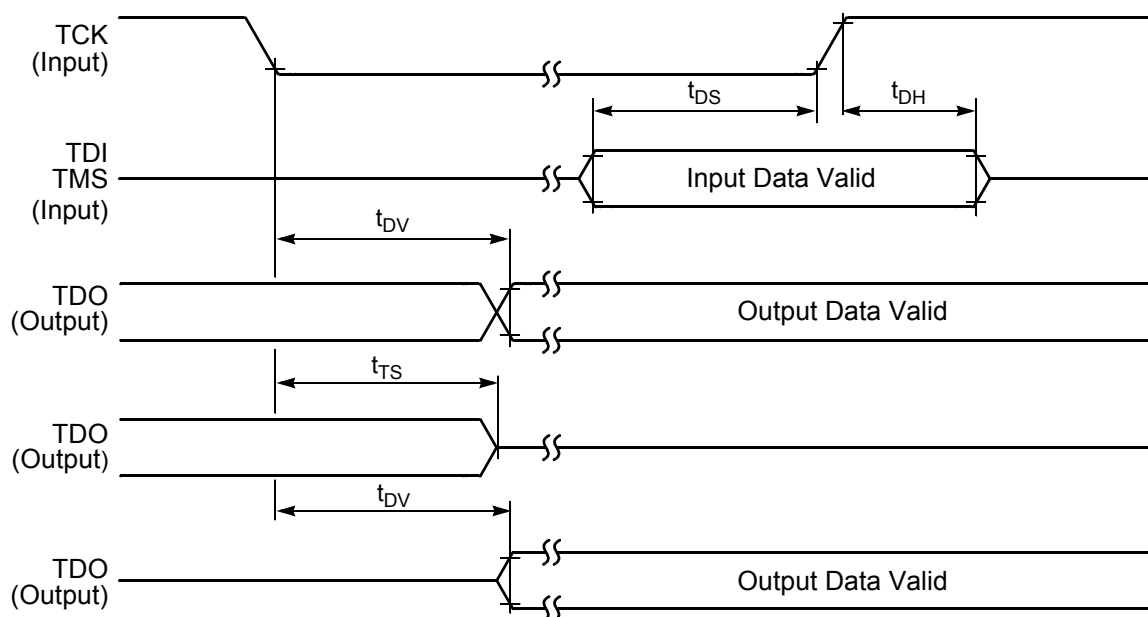 TCK
(Input)
tDS
tDH
TDI
TMS
(Input)
Input Data Valid
tDV
TDO
(Output)
Output Data Valid
tTS
TDO
(Output)
tDV
TDO
(Output)
Output Data Valid